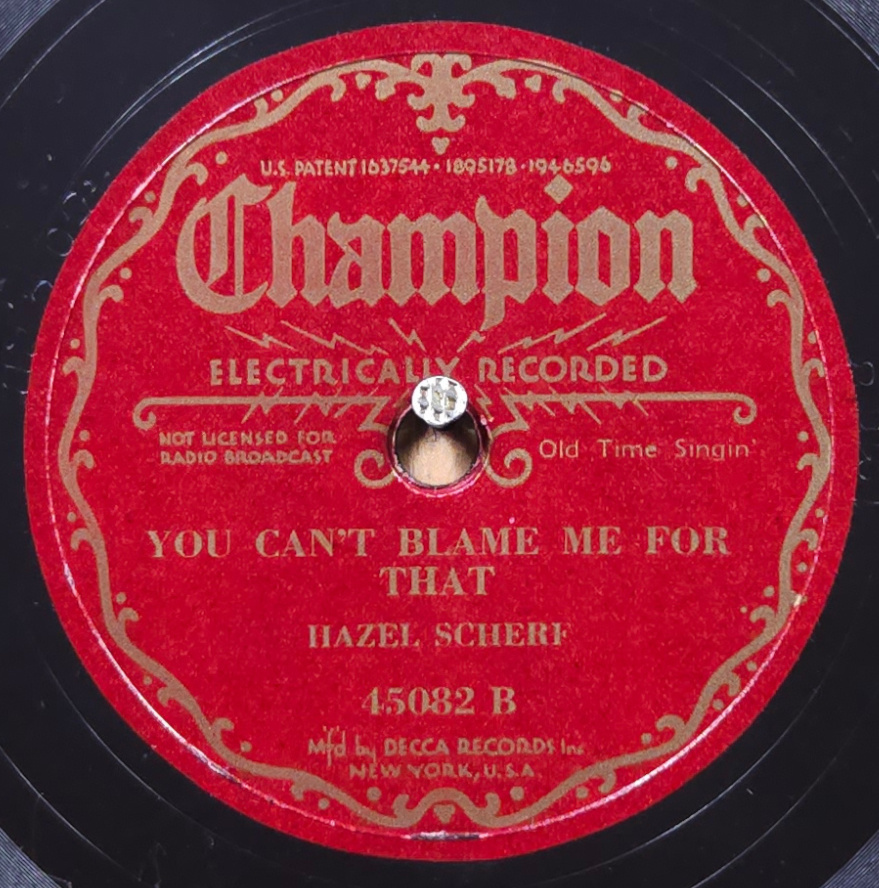 U.S. PATENT 1637544 · 1895178 · 1946596
Champion
ELECTRICALLY RECORDED
NOT LICENSED FOR
RADIO BROADCAST
Old Time Singin'
YOU CAN'T BLAME ME FOR
THAT
HAZEL SCHERF
45082 B
Mfd by DECCA RECORDS Inc
NEW YORK, U.S.A.